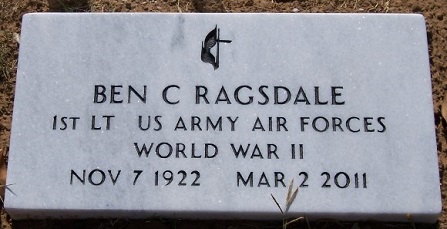 BEN C RAGSDALE
1ST LT US ARMY AIR FORCES
WORLD WAR II
NOV 7 1922 MAR 2 2011